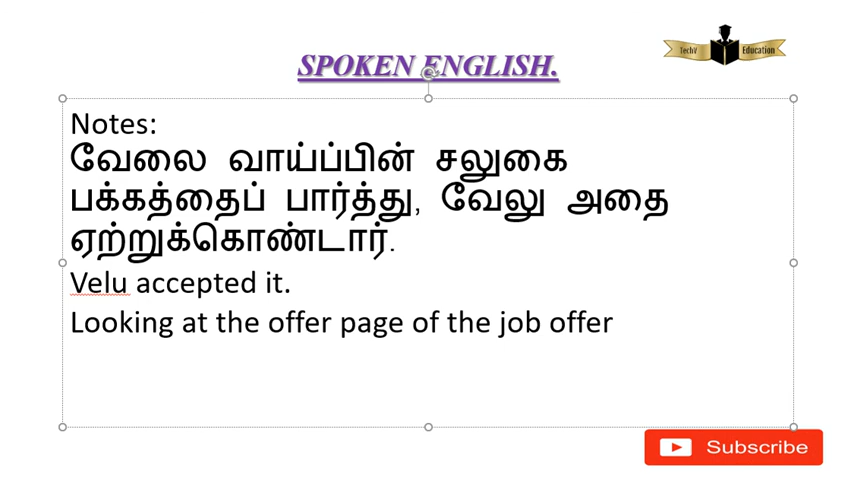 TechV Education
SPOKEN ENGLISH.
Notes:
வேலை வாய்ப்பின் சலுகை
பக்கத்தைப் பார்த்து, வேலு அதை
ஏற்றுக்கொண்டார்.
Velu accepted it.
Looking at the offer page of the job offer
Subscribe